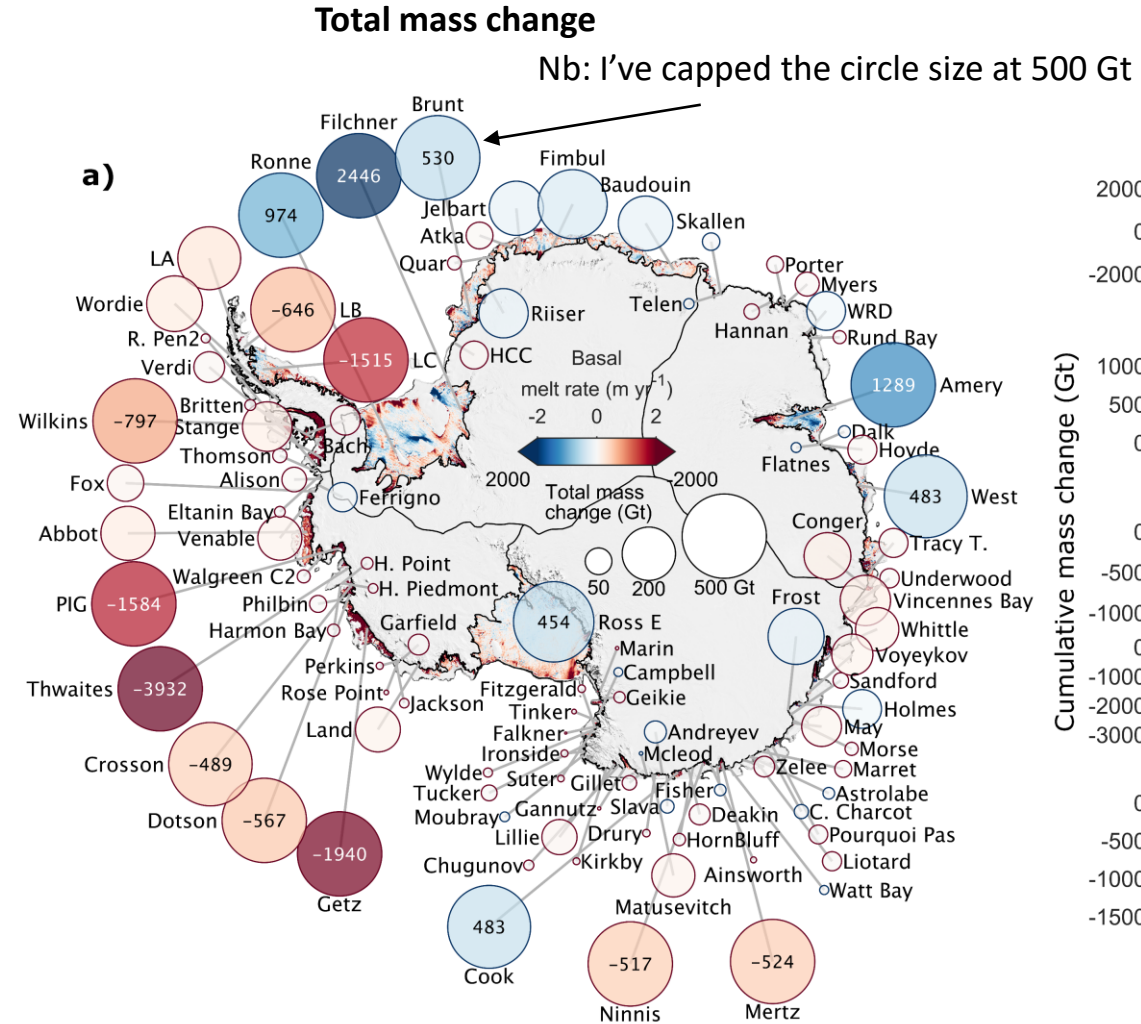 Total mass change
Nb: I've capped the circle size at 500 Gt
a)
Brunt
530
Filchner
2446
Ronne
974
Fimbul
Baudouin
Jelbart
Skallen
Atka
Quar
LA
Wordie
-646
LB
R. Pen2
-1515
LC
Verdi
Riiser
HCC
Telen
Hannan
Porter
Myers
WRD
Rund Bay
Wilkins
-797
Britten
Stange
Bach
Thomson
Fox
Alison
Ferrigno
Eltanin Bay
Abbot
Venable
Basal
melt rate (m yr-1)
-2
0
2
2000
-2000
Total mass
change (Gt)
50
200
500 Gt
1289
Amery
Dalk
Hovde
Flatnes
483
West
Conger
Tracy T.
Underwood
Vincennes Bay
Whittle
Voyeykov
Sandford
Holmes
May
Morse
Marret
Zelee
Astrolabe
C. Charcot
Pourquoi Pas
Liotard
Watt Bay
Frost
Walgreen C2
PIG
-1584
H. Point
H. Piedmont
Philbin
Harmon Bay
Garfield
454
Ross E
Marin
Campbell
Geikie
Thwaites
-3932
Perkins
Rose Point
Jackson
Land
Fitzgerald
Tinker
Falkner
Ironside
Andreyev
Mcleod
Crosson
-489
Wylde
Tucker
Suter
Gillet
Fisher
Moubray
Gannutz
Slava
Deakin
Dotson
-567
Lillie
Drury
HornBluff
Chugunov
Kirkby
Ainsworth
-1940
Getz
Matusevitch
483
Cook
-517
Ninnis
-524
Mertz
Cumulative mass change (Gt)
2000
0
-2000
1000
500
0
0
-500
-1000
0
-1000
-2000
-3000
0
-500
-1000
-1500